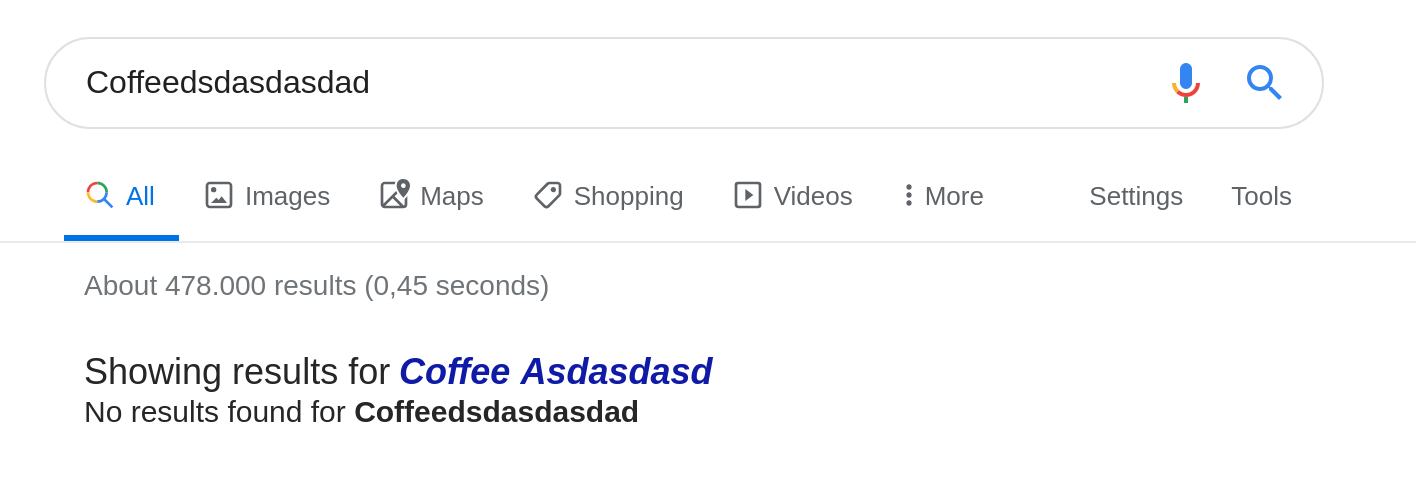 Coffeedsdasdasdad
All Images Maps Shopping Videos More Settings Tools
About 478.000 results (0,45 seconds)
Showing results for Coffee Asdasdasd
No results found for Coffeedsdasdasdad